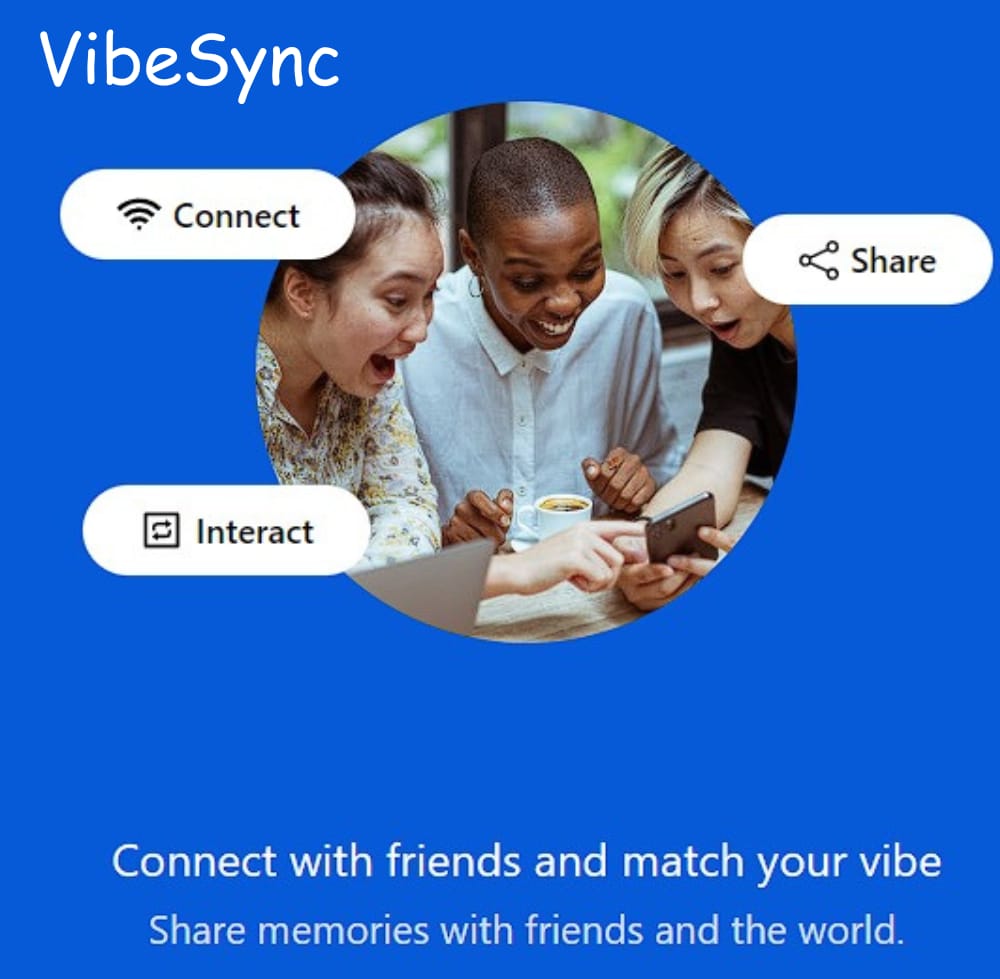 VibeSync
Connect
Share
Interact
Connect with friends and match your vibe
Share memories with friends and the world.